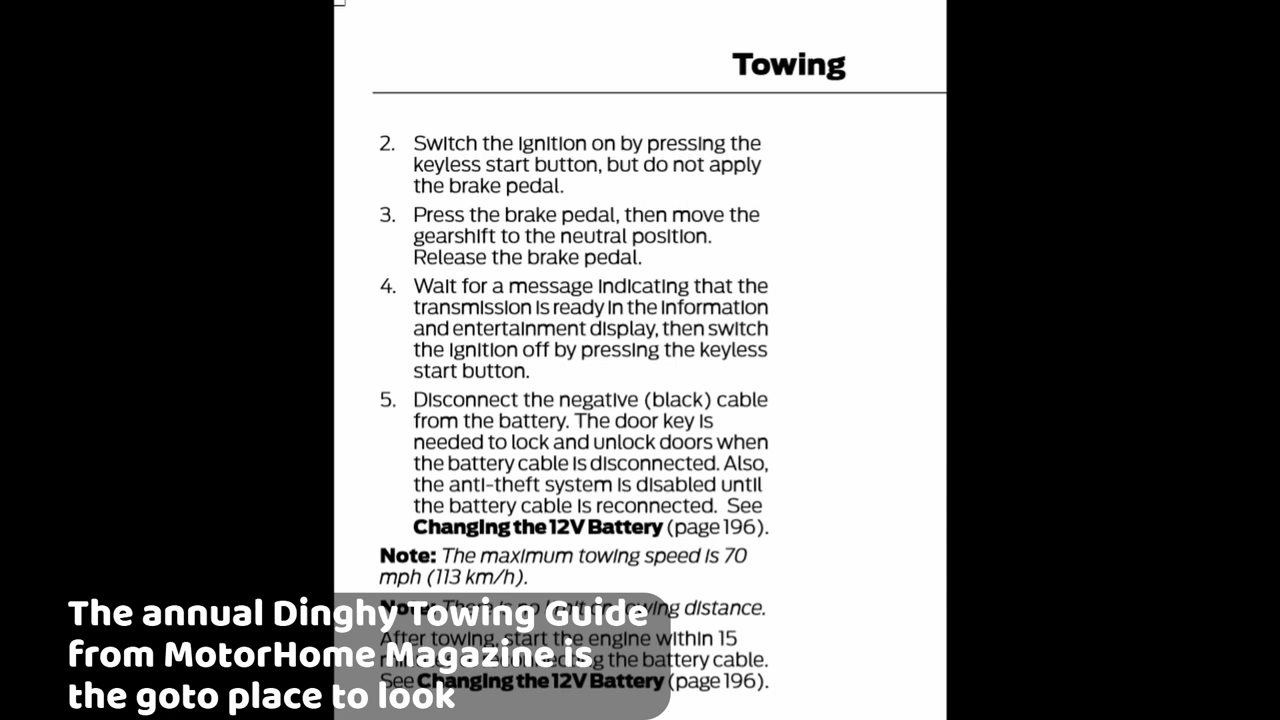 Towing
2. Switch the ignition on by pressing the
keyless start button, but do not apply
the brake pedal.
3. Press the brake pedal, then move the
gearshift to the neutral position.
Release the brake pedal.
4. Wait for a message indicating that the
transmission is ready in the information
and entertainment display, then switch
the ignition off by pressing the keyless
start button.
5. Disconnect the negative (black) cable
from the battery. The door key is
needed to lock and unlock doors when
the battery cable is disconnected. Also,
the anti-theft system is disabled until
the battery cable is reconnected. See
Changing the 12V Battery (page 196).
Note: The maximum towing speed is 70
mph (113 km/h).
Note: There is no limit on towing distance.
After towing, start the engine within 15
the battery cable.
See Changing the 12V Battery (page 196).
The annual Dinghy Towing Guide
from MotorHome Magazine is
the goto place to look